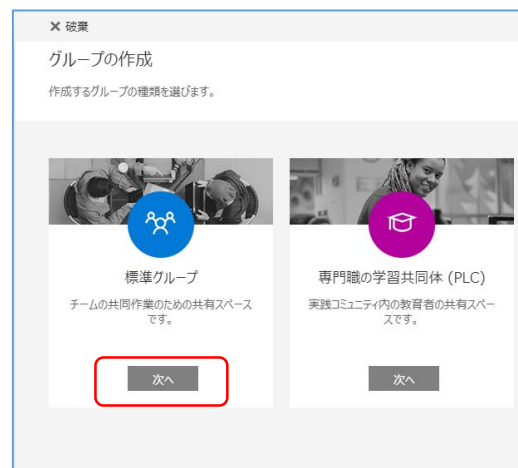 ✕ 破棄
グループの作成
作成するグループの種類を選びます。
標準グループ
チームの共同作業のための共有スペース
です。
次へ
専門職の学習共同体 (PLC)
実践コミュニティ内の教育者の共有スペー
スです。
次へ